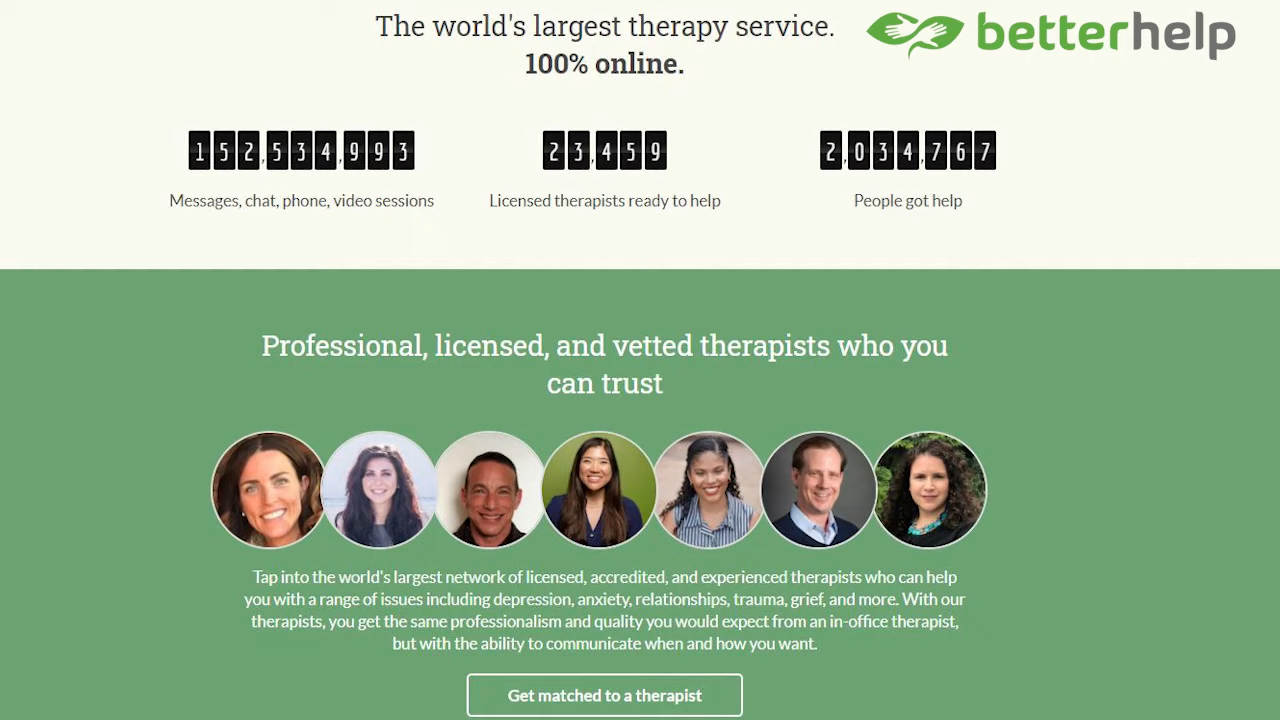 The world's largest therapy service.
100% online.
betterhelp
152,534,993
23,459
2,034,767
Messages, chat, phone, video sessions
Licensed therapists ready to help
People got help
Professional, licensed, and vetted therapists who you
can trust
Tap into the world's largest network of licensed, accredited, and experienced therapists who can help
you with a range of issues including depression, anxiety, relationships, trauma, grief, and more. With our
therapists, you get the same professionalism and quality you would expect from an in-office therapist,
but with the ability to communicate when and how you want.
Get matched to a therapist